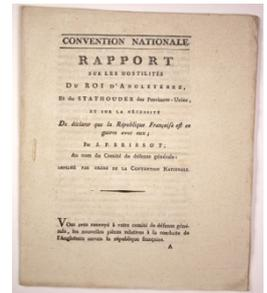 CONVENTION NATIONALE.
RAPPORT
SUR LES HOSTILITÉS
DU ROI D'ANGLETERRE,
Et du STATHOUDER des Provinces-Unies,
ET SUR LA NÉCESSITÉ
De déclarer que la République Française est en
guerre avec eux;
Par J. P. BRISSOT,
Au nom du Comité de défense générale:
IMPRIMÉ PAR ORDRE DE LA CONVENTION NATIONALE.
Vous avez renvoyé à votre comité de défense générale,
les nouvelles pièces relatives à la conduite de
l'Angleterre envers la république française.
A